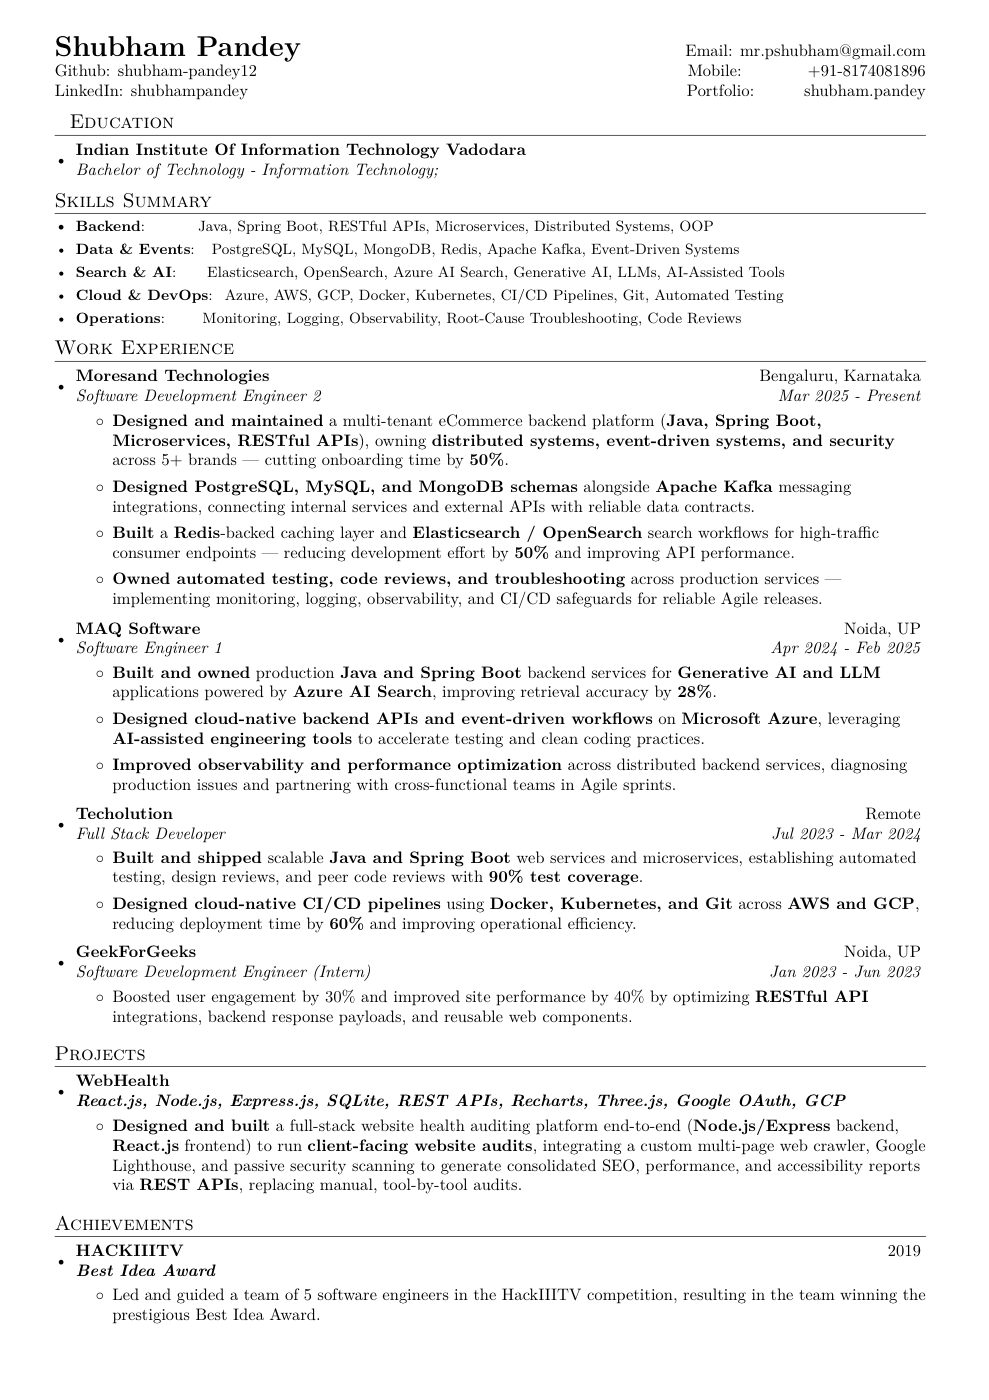 Shubham Pandey
Github: shubham-pandey12
LinkedIn: shubhampandey
Email: mr.pshubham@gmail.com
Mobile: +91-8174081896
Portfolio: shubham.pandey
Education
• Indian Institute Of Information Technology Vadodara
Bachelor of Technology - Information Technology;
Skills Summary
• Backend: Java, Spring Boot, RESTful APIs, Microservices, Distributed Systems, OOP
• Data & Events: PostgreSQL, MySQL, MongoDB, Redis, Apache Kafka, Event-Driven Systems
• Search & AI: Elasticsearch, OpenSearch, Azure AI Search, Generative AI, LLMs, AI-Assisted Tools
• Cloud & DevOps: Azure, AWS, GCP, Docker, Kubernetes, CI/CD Pipelines, Git, Automated Testing
• Operations: Monitoring, Logging, Observability, Root-Cause Troubleshooting, Code Reviews
Work Experience
• Moresand Technologies Bengaluru, Karnataka
Software Development Engineer 2 Mar 2025 - Present
◦ Designed and maintained a multi-tenant eCommerce backend platform (Java, Spring Boot,
Microservices, RESTful APIs), owning distributed systems, event-driven systems, and security
across 5+ brands — cutting onboarding time by 50%.
◦ Designed PostgreSQL, MySQL, and MongoDB schemas alongside Apache Kafka messaging
integrations, connecting internal services and external APIs with reliable data contracts.
◦ Built a Redis-backed caching layer and Elasticsearch / OpenSearch search workflows for high-traffic
consumer endpoints — reducing development effort by 50% and improving API performance.
◦ Owned automated testing, code reviews, and troubleshooting across production services —
implementing monitoring, logging, observability, and CI/CD safeguards for reliable Agile releases.
• MAQ Software Noida, UP
Software Engineer 1 Apr 2024 - Feb 2025
◦ Built and owned production Java and Spring Boot backend services for Generative AI and LLM
applications powered by Azure AI Search, improving retrieval accuracy by 28%.
◦ Designed cloud-native backend APIs and event-driven workflows on Microsoft Azure, leveraging
AI-assisted engineering tools to accelerate testing and clean coding practices.
◦ Improved observability and performance optimization across distributed backend services, diagnosing
production issues and partnering with cross-functional teams in Agile sprints.
• Techolution Remote
Full Stack Developer Jul 2023 - Mar 2024
◦ Built and shipped scalable Java and Spring Boot web services and microservices, establishing automated
testing, design reviews, and peer code reviews with 90% test coverage.
◦ Designed cloud-native CI/CD pipelines using Docker, Kubernetes, and Git across AWS and GCP,
reducing deployment time by 60% and improving operational efficiency.
• GeekForGeeks Noida, UP
Software Development Engineer (Intern) Jan 2023 - Jun 2023
◦ Boosted user engagement by 30% and improved site performance by 40% by optimizing RESTful API
integrations, backend response payloads, and reusable web components.
Projects
• WebHealth
React.js, Node.js, Express.js, SQLite, REST APIs, Recharts, Three.js, Google OAuth, GCP
◦ Designed and built a full-stack website health auditing platform end-to-end (Node.js/Express backend,
React.js frontend) to run client-facing website audits, integrating a custom multi-page web crawler, Google
Lighthouse, and passive security scanning to generate consolidated SEO, performance, and accessibility reports
via REST APIs, replacing manual, tool-by-tool audits.
Achievements
• HACKIIITV 2019
Best Idea Award
◦ Led and guided a team of 5 software engineers in the HackIIITV competition, resulting in the team winning the
prestigious Best Idea Award.